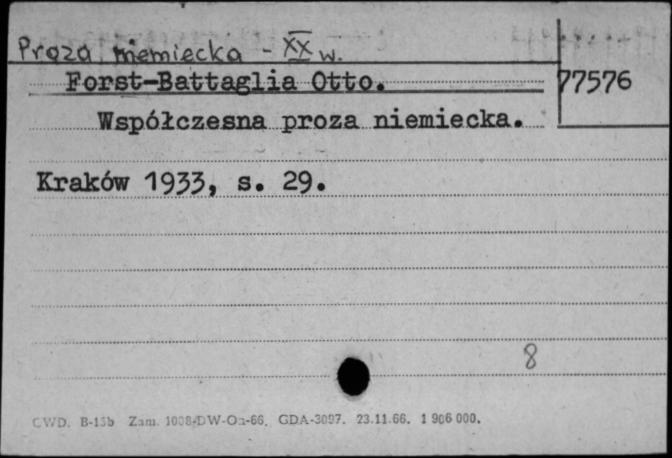 Proza niemiecka - XX w.
Forst-Battaglia Otto. 77576
Współczesna proza niemiecka.
Kraków 1933, s. 29.
8
CWD. B-15b Zam. 1008-DW-Oa-66. GDA-3097. 23.11.66. 1 906 000.